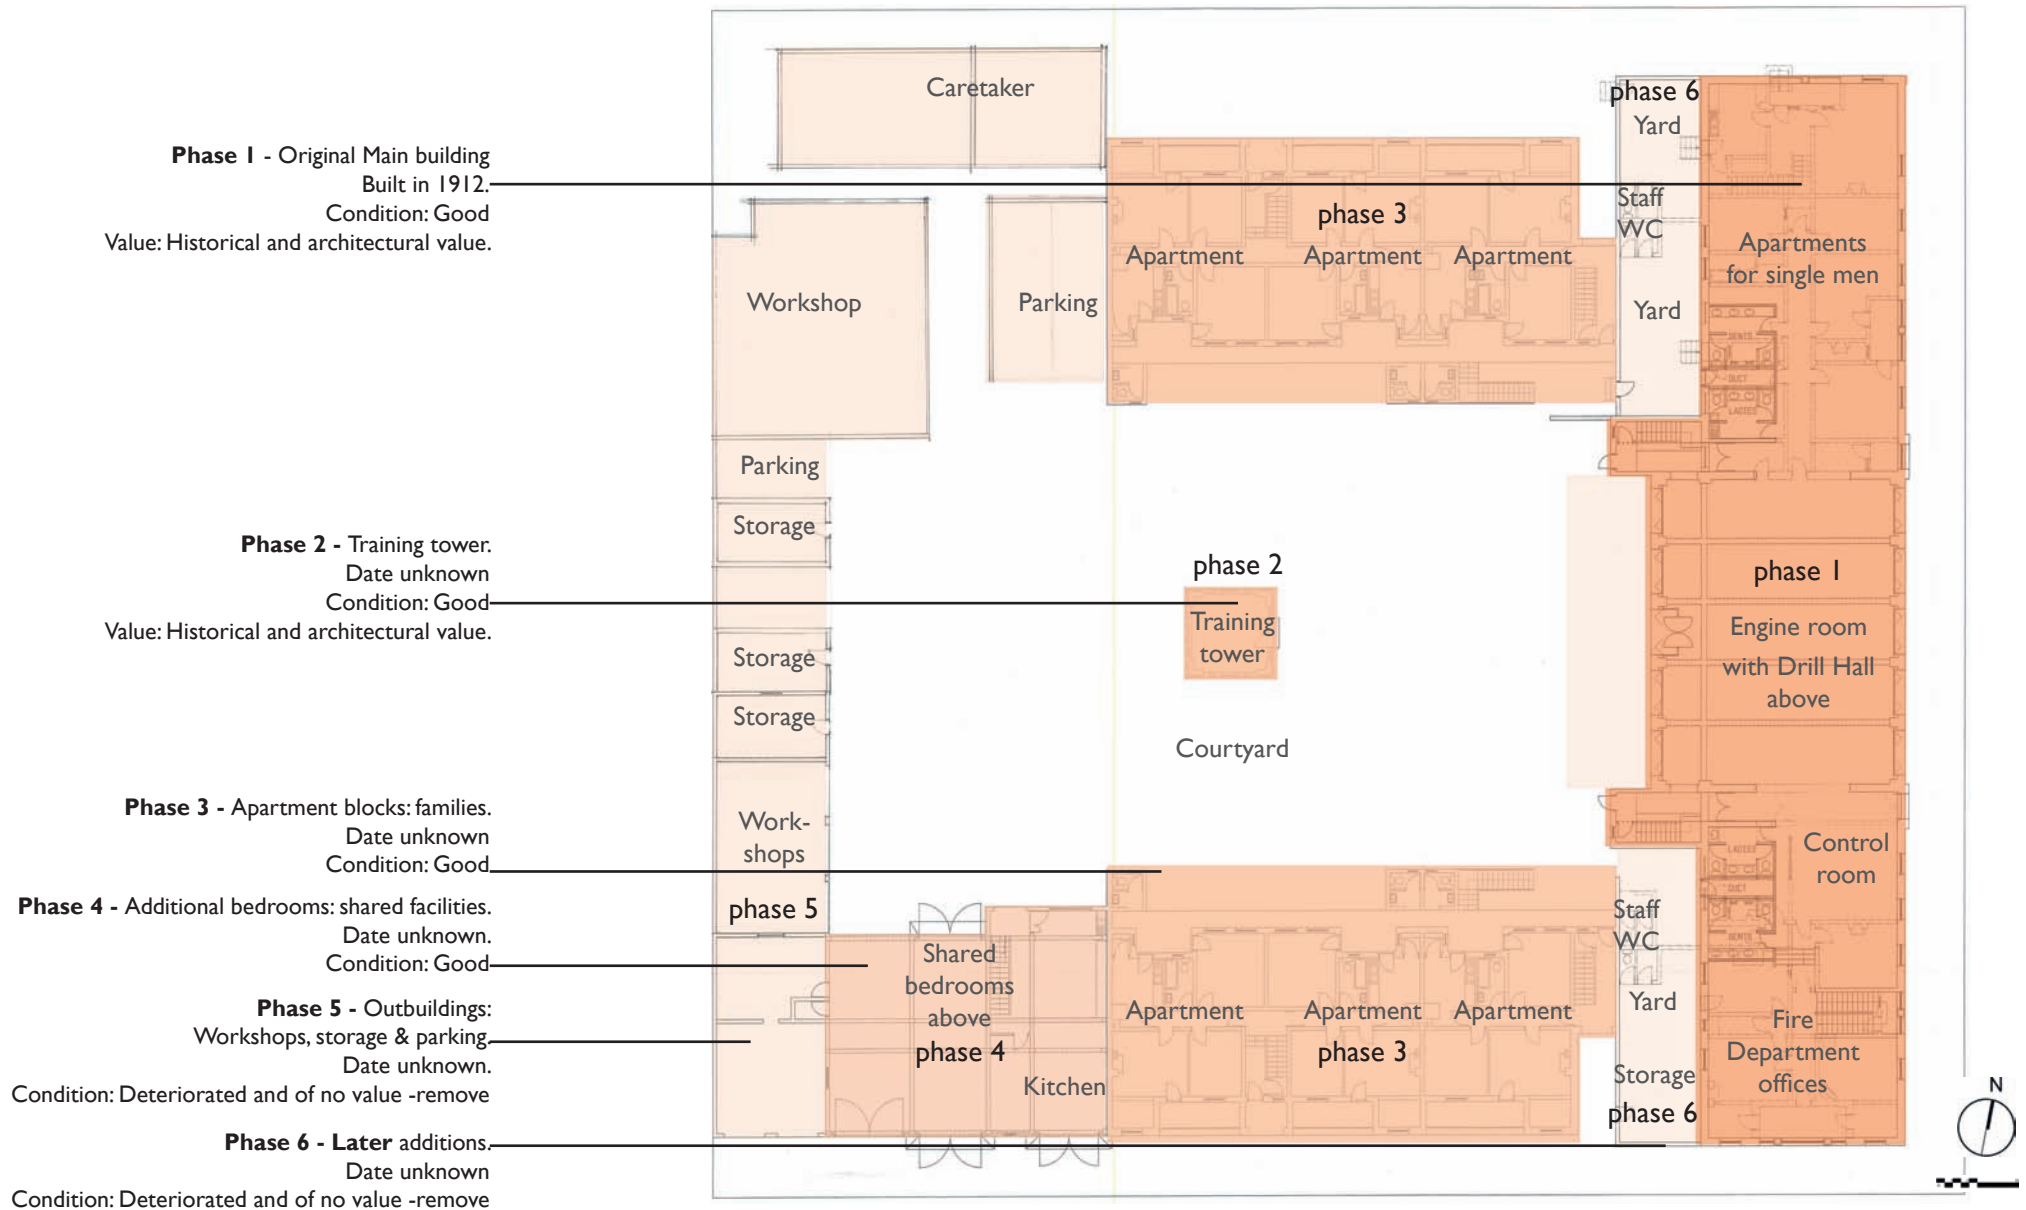 Phase 1 - Original Main building
Built in 1912.
Condition: Good
Value: Historical and architectural value.
Phase 2 - Training tower.
Date unknown
Condition: Good
Value: Historical and architectural value.
Phase 3 - Apartment blocks: families.
Date unknown
Condition: Good
Phase 4 - Additional bedrooms: shared facilities.
Date unknown.
Condition: Good
Phase 5 - Outbuildings:
Workshops, storage & parking.
Date unknown.
Condition: Deteriorated and of no value -remove
Phase 6 - Later additions.
Date unknown
Condition: Deteriorated and of no value -remove
Caretaker
Workshop
Parking
Parking
Storage
Storage
Storage
Work-
shops
phase 5
phase 3
Apartment
Apartment
Apartment
phase 6
Yard
Staff
WC
Yard
Apartments
for single men
GENTS
DUCT
LADIES
phase 2
Training
tower
Courtyard
phase 1
Engine room
with Drill Hall
above
Control
room
LADIES
DUCT
GENTS
Shared
bedrooms
above
phase 4
Kitchen
Apartment
Apartment
Apartment
phase 3
Staff
WC
Yard
Storage
phase 6
Fire
Department
offices
N